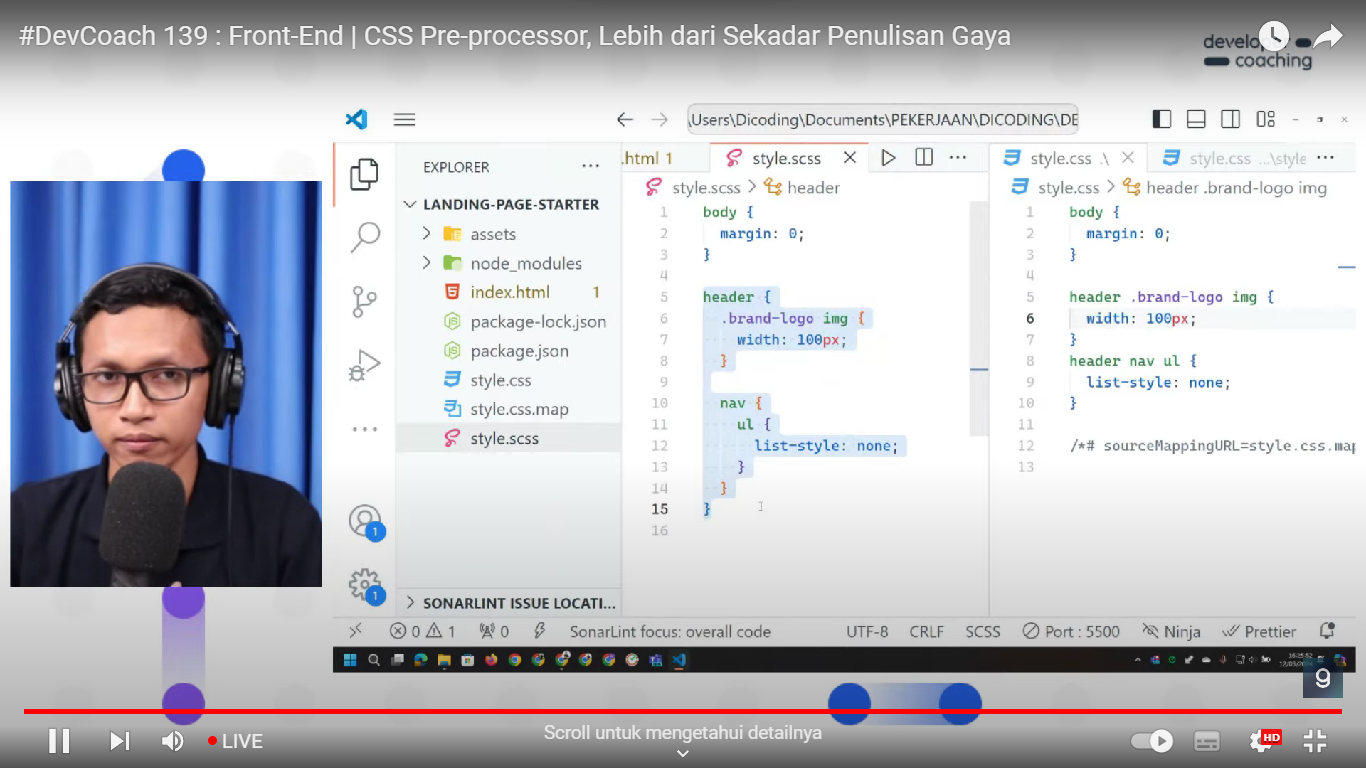 #DevCoach 139 : Front-End | CSS Pre-processor, Lebih dari Sekadar Penulisan Gaya
coaching
\Users\Dicoding\Documents\PEKERJAAN\DICODING\DE
EXPLORER
LANDING-PAGE-STARTER
assets
node_modules
index.html 1
package-lock.json
package.json
style.css
style.css.map
style.scss
SONARLINT ISSUE LOCATI...
.html 1
style.scss
style.scss > header
1 body {
2 margin: 0;
3 }
4
5 header {
6 .brand-logo img {
7 width: 100px;
8 }
9
10 nav {
11 ul {
12 list-style: none;
13 }
14 }
15 }
16
style.css .\
style.css ...\style
style.css > header .brand-logo img
1 body {
2 margin: 0;
3 }
4
5 header .brand-logo img {
6 width: 100px;
7 }
8 header nav ul {
9 list-style: none;
10 }
11
12 /*# sourceMappingURL=style.css.map
13
1
1
0 1 0 SonarLint focus: overall code UTF-8 CRLF SCSS Port : 5500 Ninja Prettier
9
LIVE
Scroll untuk mengetahui detailnya
HD